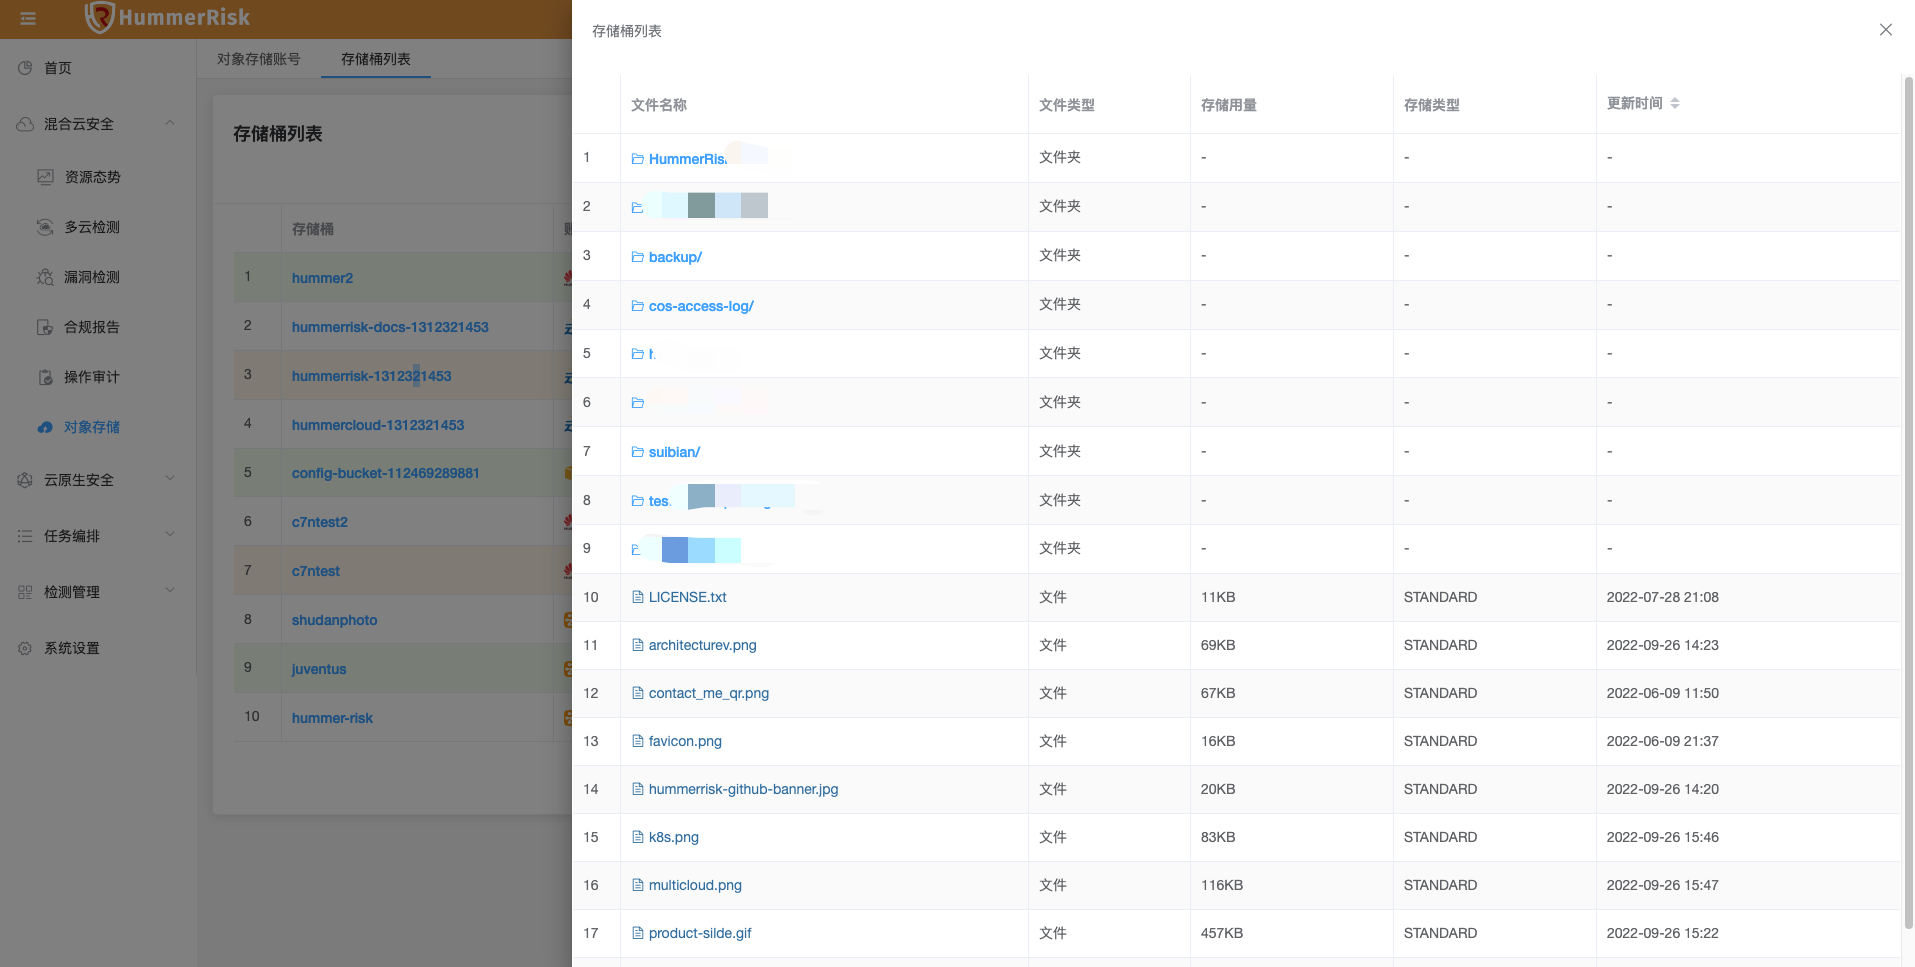 HummerRisk
首页
混合云安全
资源态势
多云检测
漏洞检测
合规报告
操作审计
对象存储
云原生安全
任务编排
检测管理
系统设置
对象存储账号
存储桶列表
存储桶列表
存储桶
1 hummer2
2 hummerrisk-docs-1312321453
3 hummerrisk-1312321453
4 hummercloud-1312321453
5 config-bucket-112469289881
6 c7ntest2
7 c7ntest
8 shudanphoto
9 juventus
10 hummer-risk
存储桶列表
文件名称 文件类型 存储用量 存储类型 更新时间
1 文件夹 - - -
2 文件夹 - - -
3 backup/ 文件夹 - - -
4 cos-access-log/ 文件夹 - - -
5 文件夹 - - -
6 文件夹 - - -
7 suibian/ 文件夹 - - -
8 文件夹 - - -
9 文件夹 - - -
10 LICENSE.txt 文件 11KB STANDARD 2022-07-28 21:08
11 architecturev.png 文件 69KB STANDARD 2022-09-26 14:23
12 contact_me_qr.png 文件 67KB STANDARD 2022-06-09 11:50
13 favicon.png 文件 16KB STANDARD 2022-06-09 21:37
14 hummerrisk-github-banner.jpg 文件 20KB STANDARD 2022-09-26 14:20
15 k8s.png 文件 83KB STANDARD 2022-09-26 15:46
16 multicloud.png 文件 116KB STANDARD 2022-09-26 15:47
17 product-silde.gif 文件 457KB STANDARD 2022-09-26 15:22